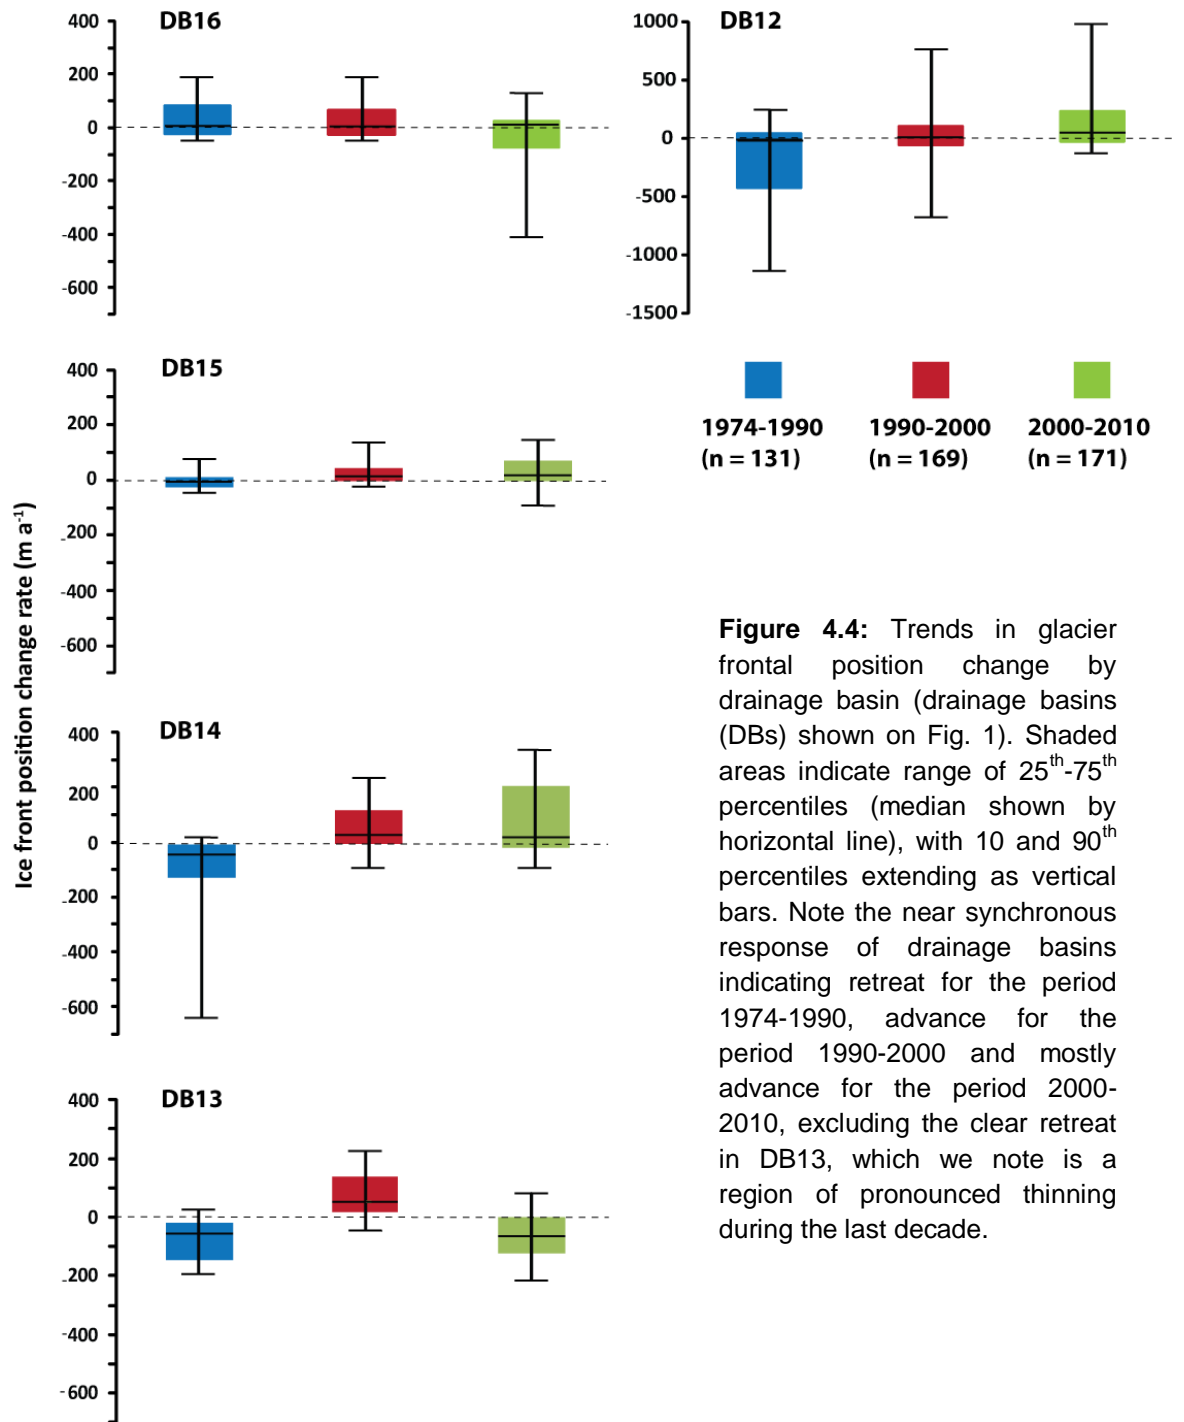 Ice front position change rate (m a⁻¹)
DB16
400
200
0
-200
-400
-600
DB12
1000
500
0
-500
-1000
-1500
1974-1990
(n = 131)
1990-2000
(n = 169)
2000-2010
(n = 171)
DB15
400
200
0
-200
-400
-600
DB14
400
200
0
-200
-400
-600
DB13
400
200
0
-200
-400
-600
Figure 4.4: Trends in glacier
frontal position change by
drainage basin (drainage basins
(DBs) shown on Fig. 1). Shaded
areas indicate range of 25th-75th
percentiles (median shown by
horizontal line), with 10 and 90th
percentiles extending as vertical
bars. Note the near synchronous
response of drainage basins
indicating retreat for the period
1974-1990, advance for the
period 1990-2000 and mostly
advance for the period 2000-
2010, excluding the clear retreat
in DB13, which we note is a
region of pronounced thinning
during the last decade.